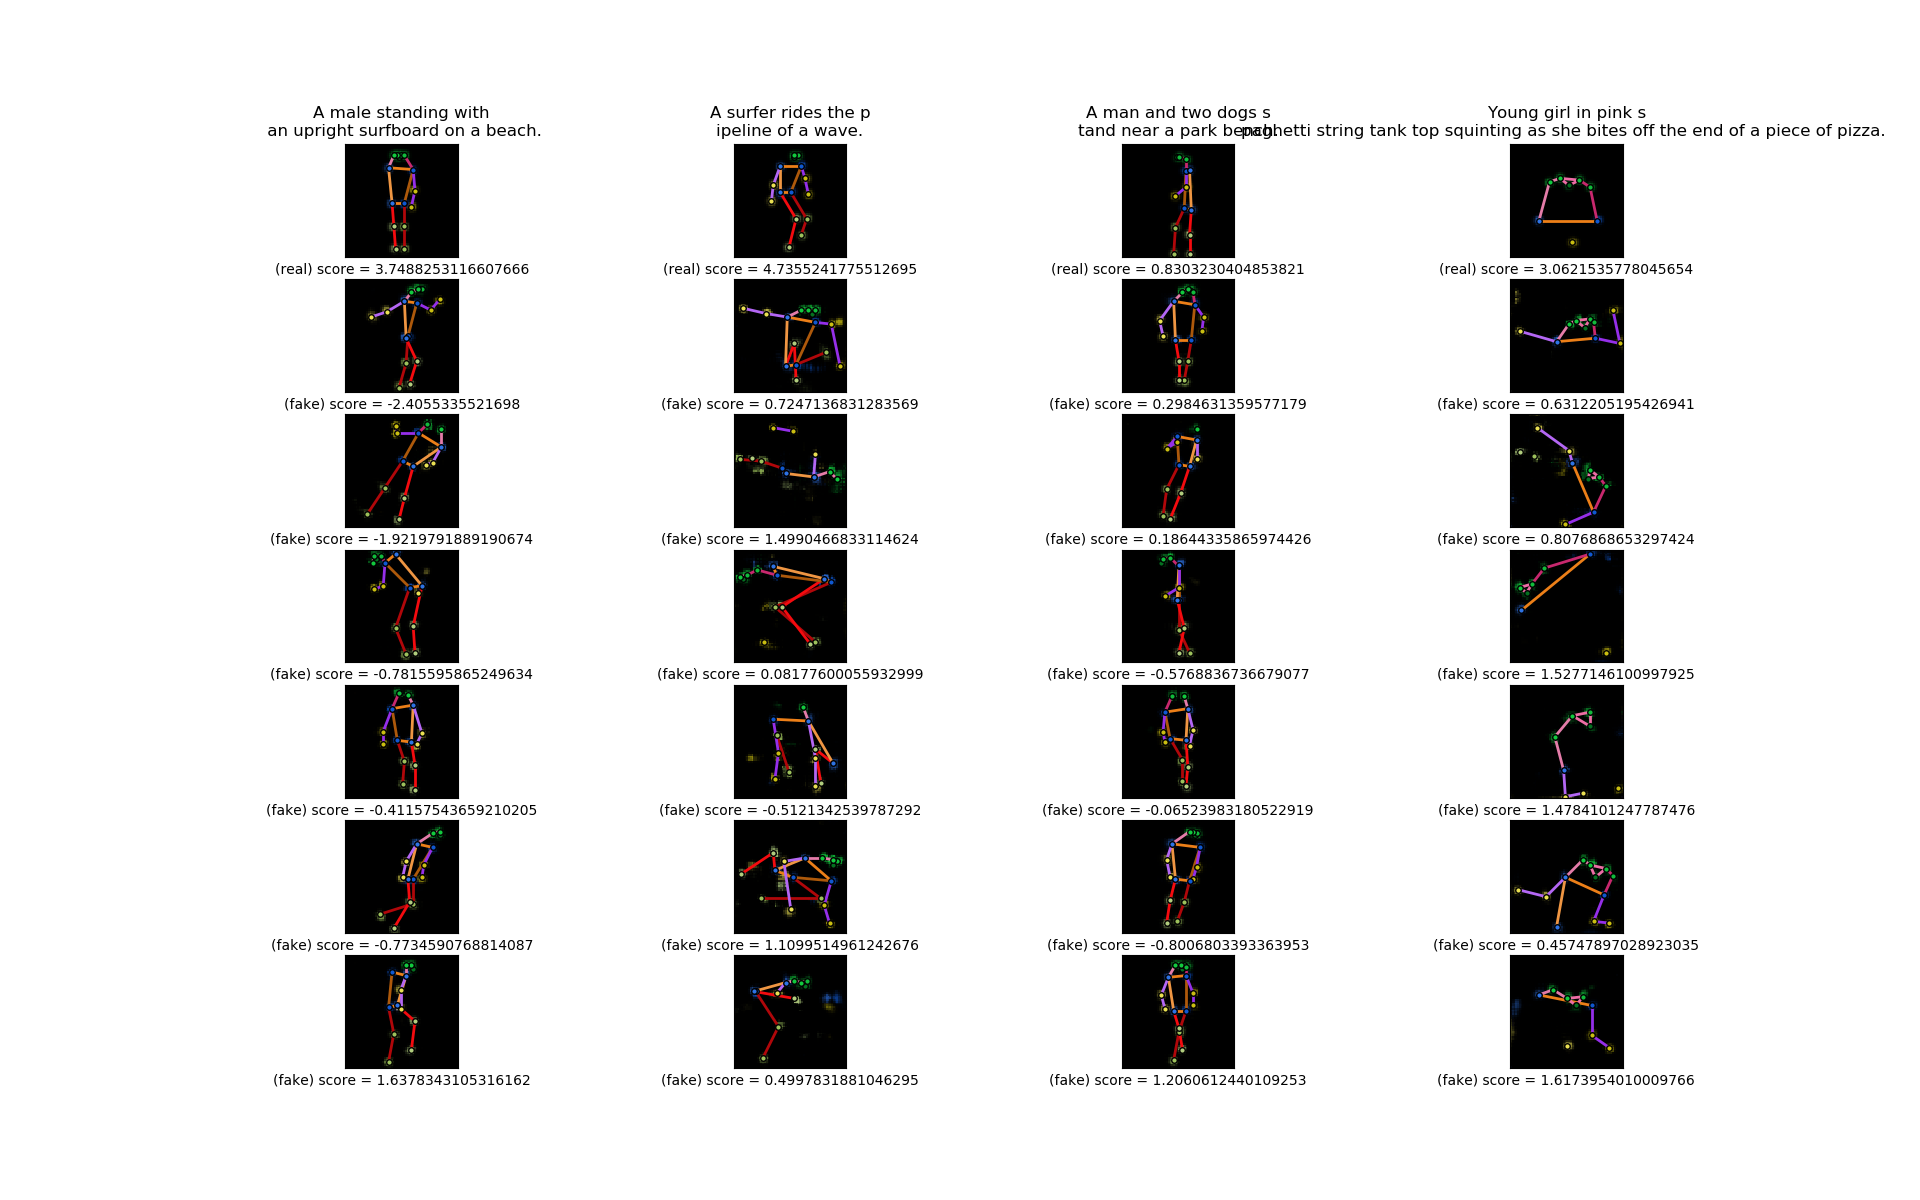 A male standing with
an upright surfboard on a beach.
A surfer rides the p
ipeline of a wave.
A man and two dogs s
tand near a park bench.
Young girl in pink s
paghetti string tank top squinting as she bites off the end of a piece of pizza.
(real) score = 3.7488253116607666
(real) score = 4.7355241775512695
(real) score = 0.8303230404853821
(real) score = 3.0621535778045654
(fake) score = -2.4055335521698
(fake) score = 0.7247136831283569
(fake) score = 0.2984631359577179
(fake) score = 0.6312205195426941
(fake) score = -1.9219791889190674
(fake) score = 1.4990466833114624
(fake) score = 0.18644335865974426
(fake) score = 0.8076868653297424
(fake) score = -0.7815595865249634
(fake) score = 0.08177600055932999
(fake) score = -0.5768836736679077
(fake) score = 1.5277146100997925
(fake) score = -0.41157543659210205
(fake) score = -0.5121342539787292
(fake) score = -0.06523983180522919
(fake) score = 1.4784101247787476
(fake) score = -0.7734590768814087
(fake) score = 1.1099514961242676
(fake) score = -0.8006803393363953
(fake) score = 0.45747897028923035
(fake) score = 1.6378343105316162
(fake) score = 0.4997831881046295
(fake) score = 1.2060612440109253
(fake) score = 1.6173954010009766